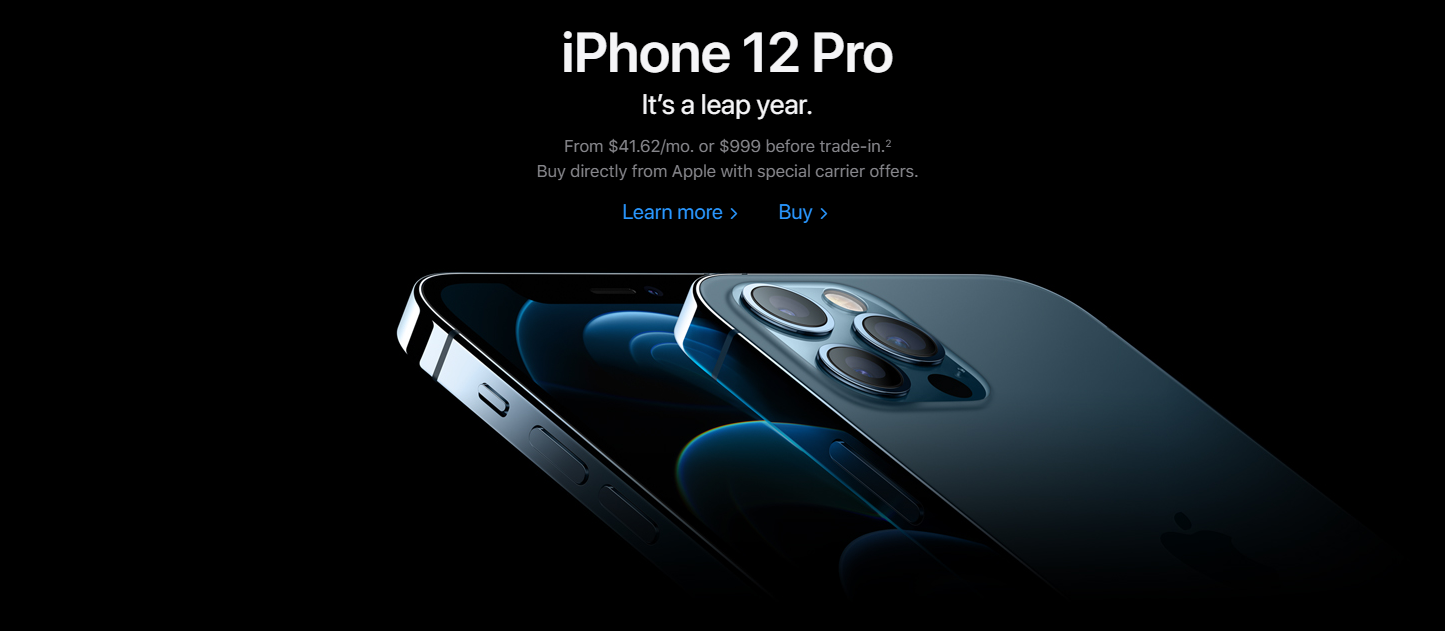 iPhone 12 Pro
It’s a leap year.
From $41.62/mo. or $999 before trade-in.²
Buy directly from Apple with special carrier offers.
Learn more >
Buy >